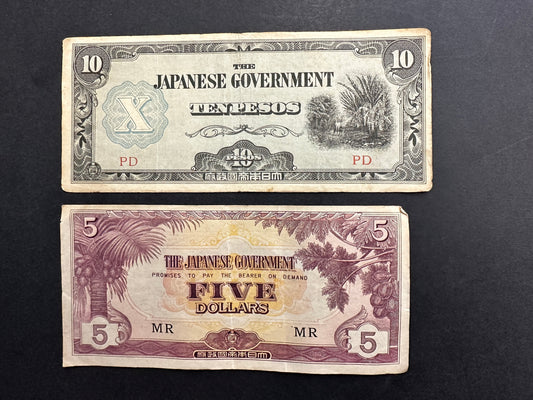 10 THE 10
JAPANESE GOVERNMENT
TEN PESOS
X
PD 10 PD
PESOS
府政國帝本日大
5 5
THE JAPANESE GOVERNMENT
PROMISES TO PAY THE BEARER ON DEMAND
FIVE
DOLLARS
MR MR
5 5
府政國帝本日大